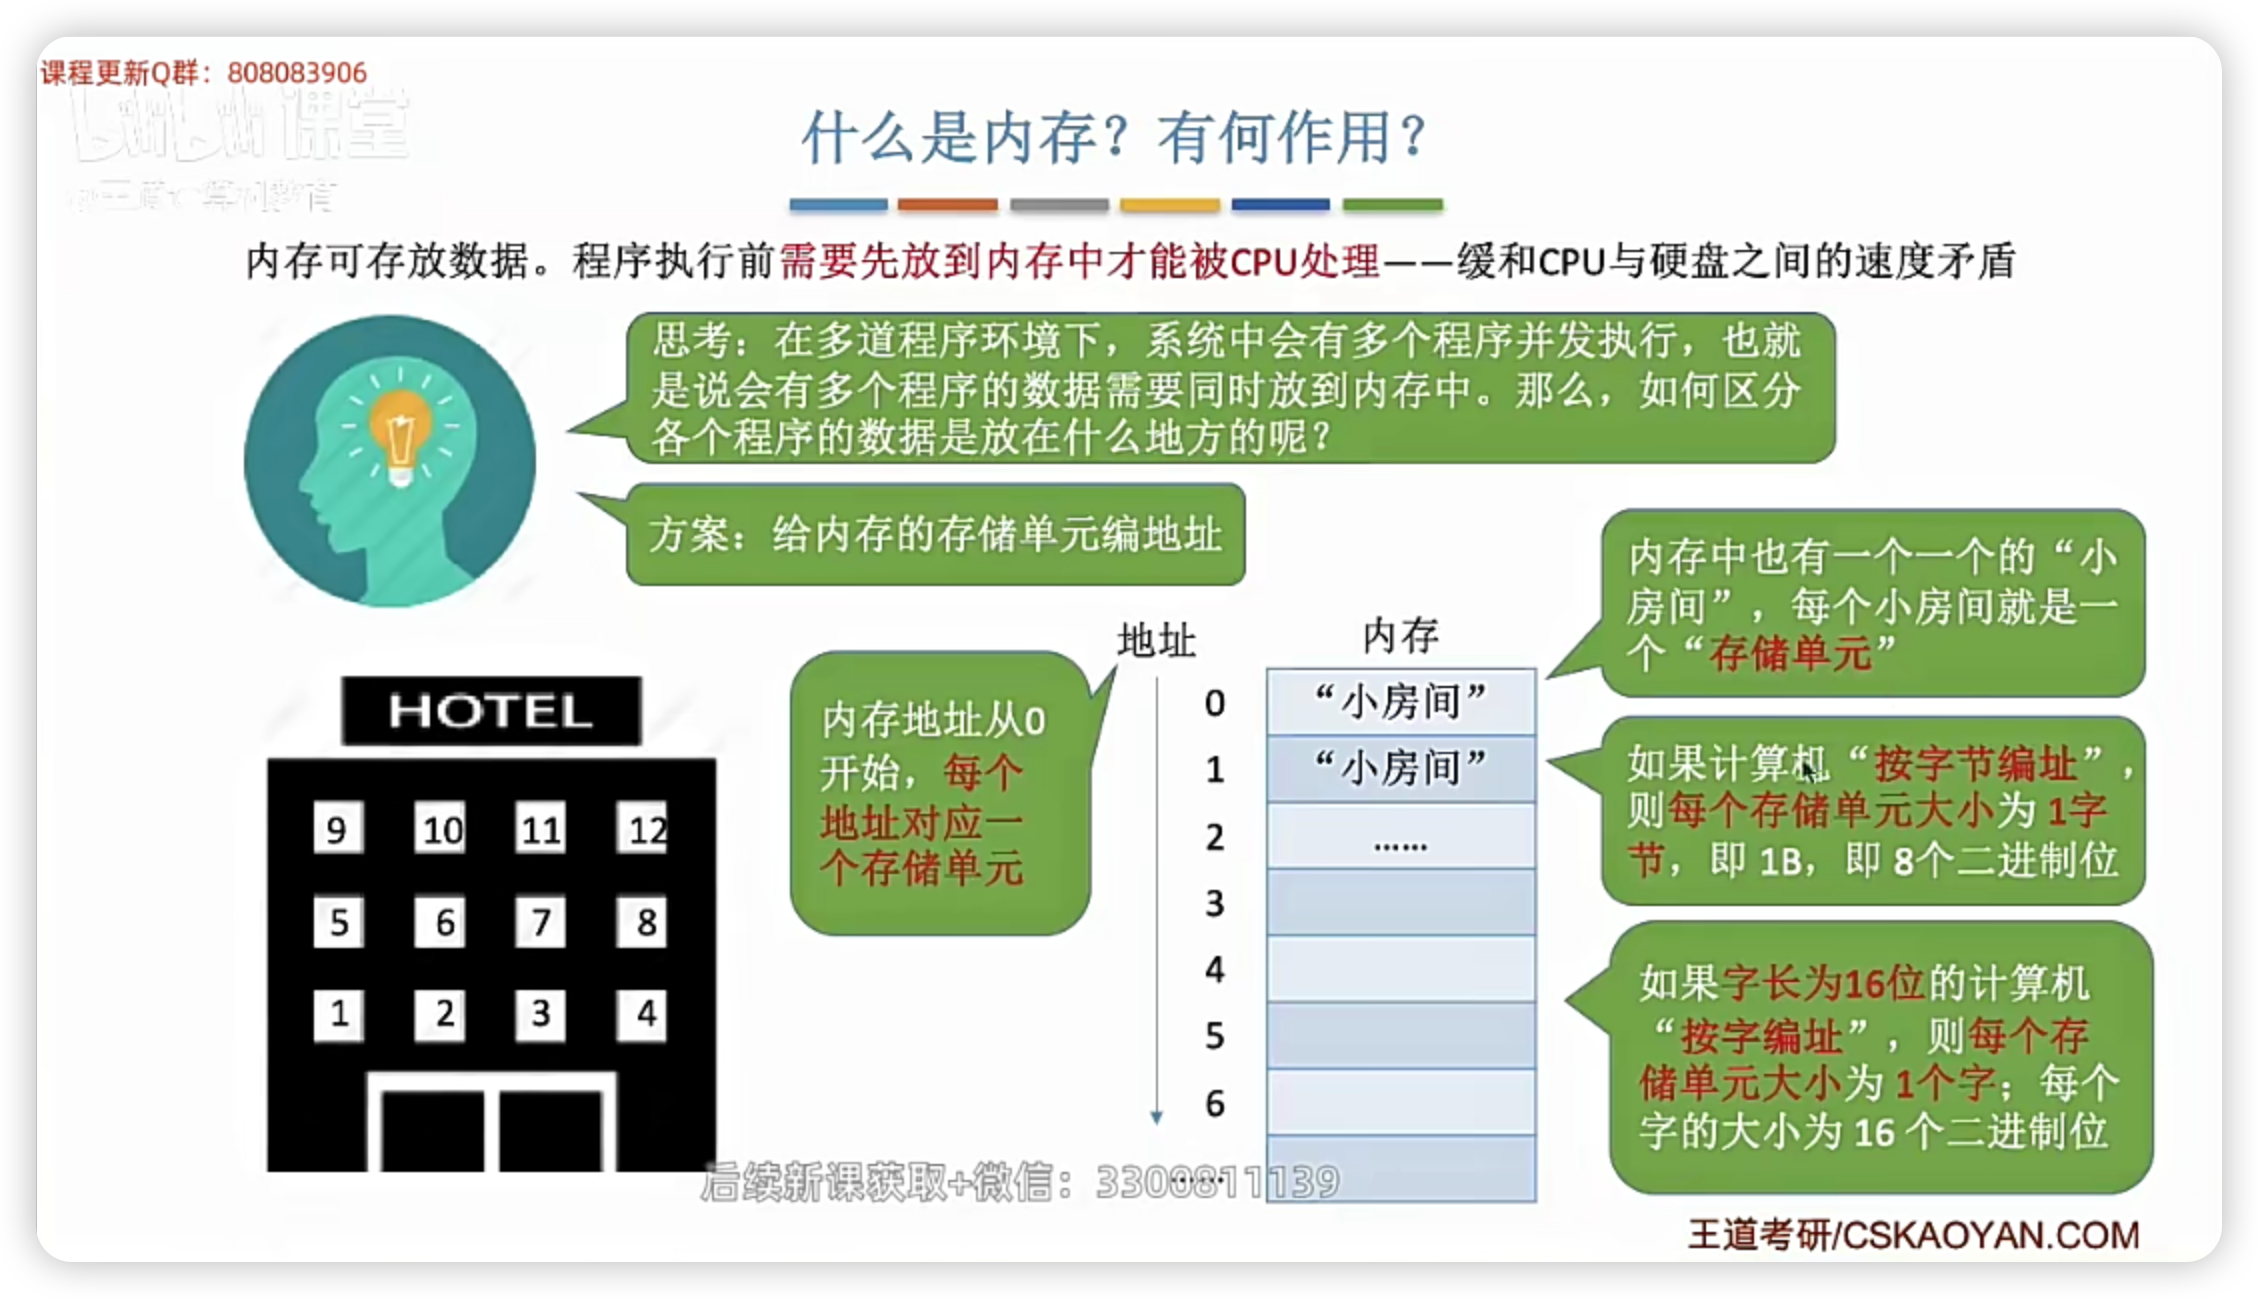 课程更新Q群：808083906
bilibili课堂
什么是内存？有何作用？
内存可存放数据。程序执行前需要先放到内存中才能被CPU处理——缓和CPU与硬盘之间的速度矛盾
思考：在多道程序环境下，系统中会有多个程序并发执行，也就
是说会有多个程序的数据需要同时放到内存中。那么，如何区分
各个程序的数据是放在什么地方的呢？
方案：给内存的存储单元编地址
HOTEL
9 10 11 12
5 6 7 8
1 2 3 4
内存地址从0
开始，每个
地址对应一
个存储单元
地址
内存
0 “小房间”
1 “小房间”
2 ……
3
4
5
6
……
内存中也有一个一个的“小
房间”，每个小房间就是一
个“存储单元”
如果计算机“按字节编址”，
则每个存储单元大小为 1字
节，即 1B，即 8个二进制位
如果字长为16位的计算机
“按字编址”，则每个存
储单元大小为 1个字；每个
字的大小为 16 个二进制位
后续新课获取+微信：3300811139
王道考研/CSKAOYAN.COM